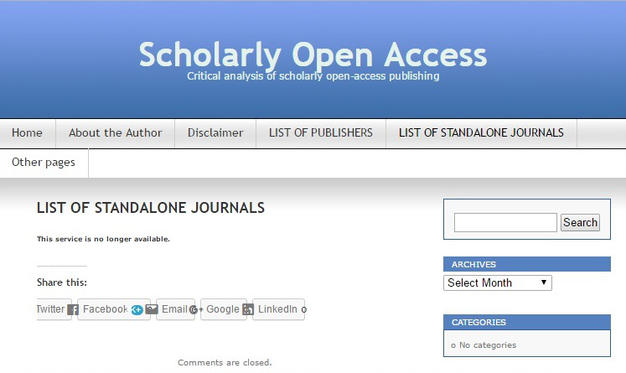 Scholarly Open Access
Critical analysis of scholarly open-access publishing
Home About the Author Disclaimer LIST OF PUBLISHERS LIST OF STANDALONE JOURNALS
Other pages
LIST OF STANDALONE JOURNALS
This service is no longer available.
Share this:
Twitter Facebook Email Google LinkedIn
Comments are closed.
Search
ARCHIVES
Select Month
CATEGORIES
o No categories